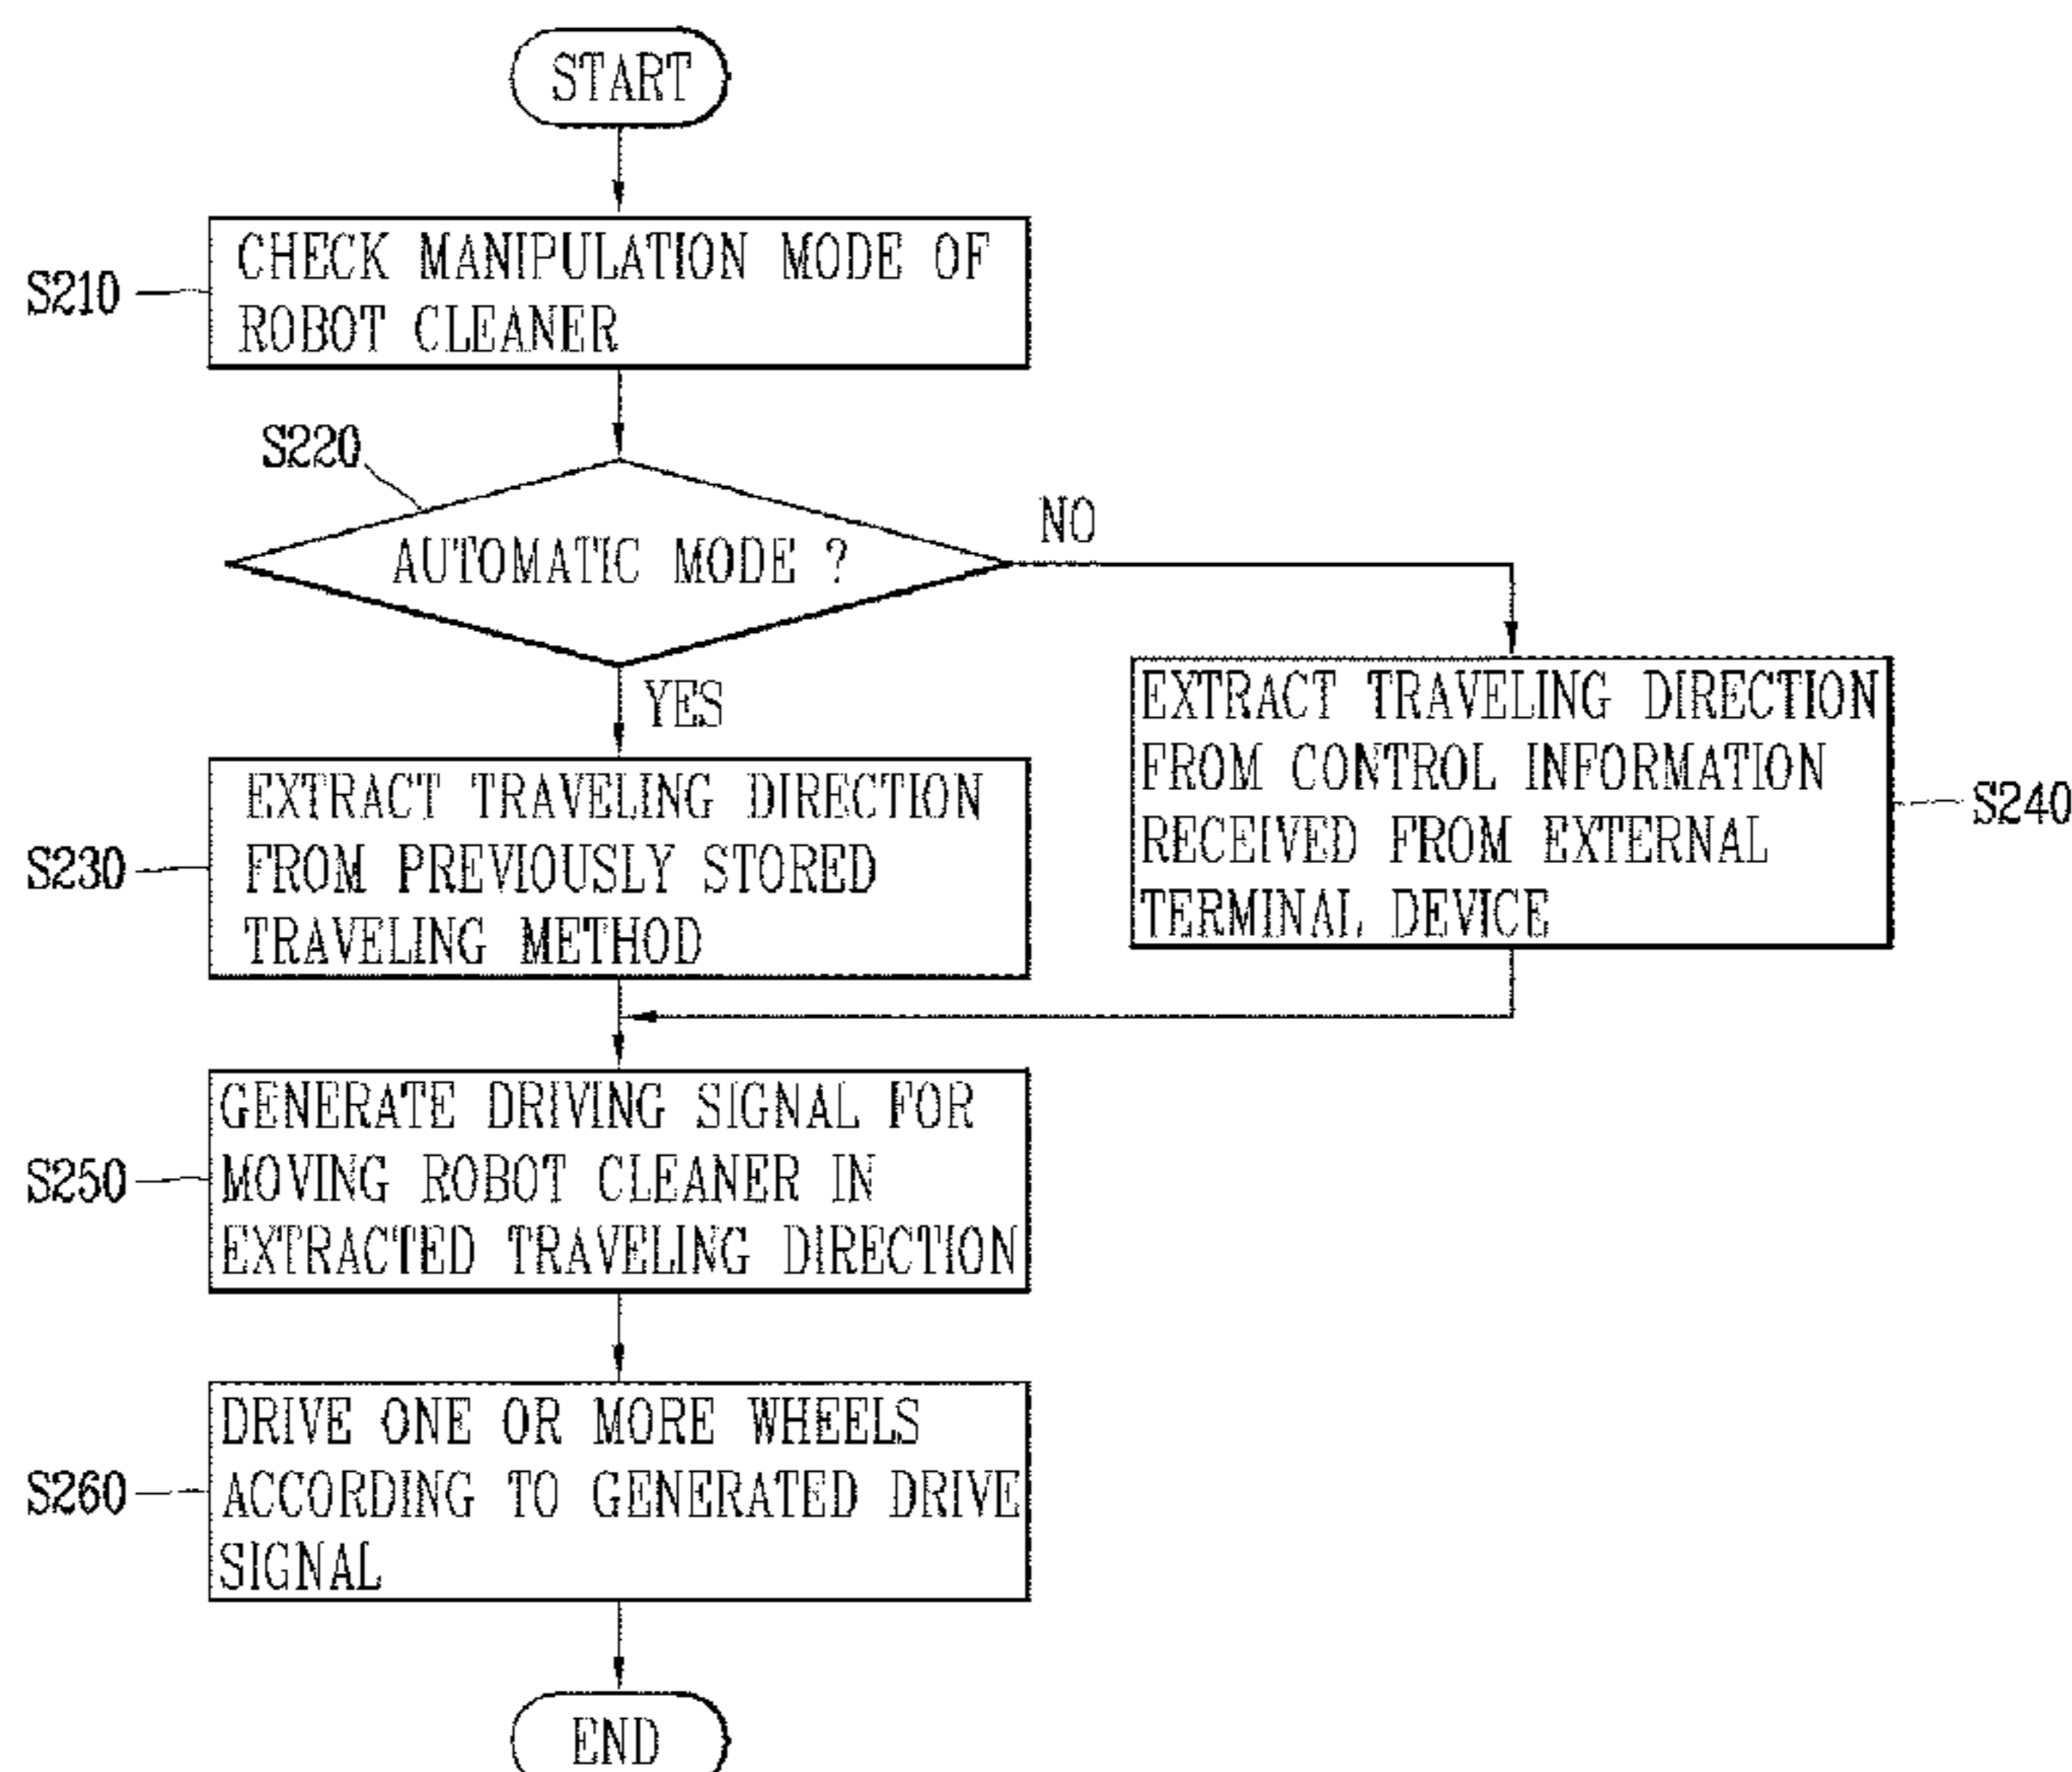 START
S210
CHECK MANIPULATION MODE OF
ROBOT CLEANER
S220
AUTOMATIC MODE ?
NO
YES
S230
EXTRACT TRAVELING DIRECTION
FROM PREVIOUSLY STORED
TRAVELING METHOD
EXTRACT TRAVELING DIRECTION
FROM CONTROL INFORMATION
RECEIVED FROM EXTERNAL
TERMINAL DEVICE
S240
S250
GENERATE DRIVING SIGNAL FOR
MOVING ROBOT CLEANER IN
EXTRACTED TRAVELING DIRECTION
S260
DRIVE ONE OR MORE WHEELS
ACCORDING TO GENERATED DRIVE
SIGNAL
END